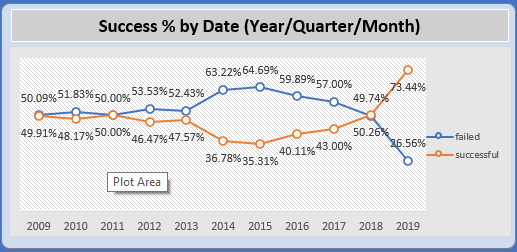 Success % by Date (Year/Quarter/Month)
50.09% 51.83% 50.00% 53.53% 52.43% 63.22% 64.69% 59.89% 57.00% 49.74% 73.44%
49.91% 48.17% 50.00% 46.47% 47.57% 36.78% 35.31% 40.11% 43.00% 50.26% 26.56%
failed
successful
Plot Area
2009 2010 2011 2012 2013 2014 2015 2016 2017 2018 2019